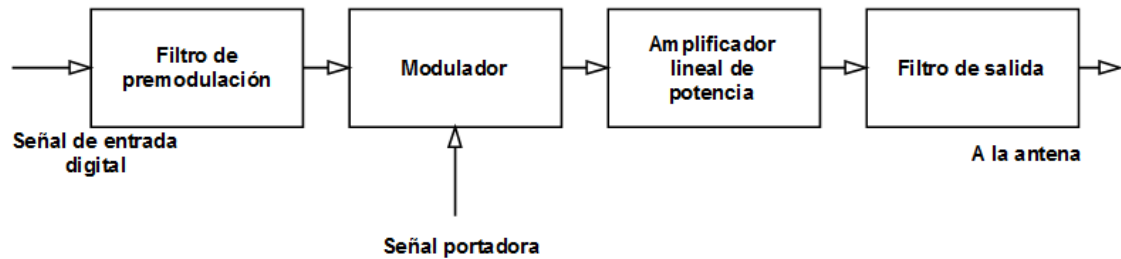 Filtro de
premodulación
Modulador
Amplificador
lineal de
potencia
Filtro de salida
Señal de entrada
digital
A la antena
Señal portadora